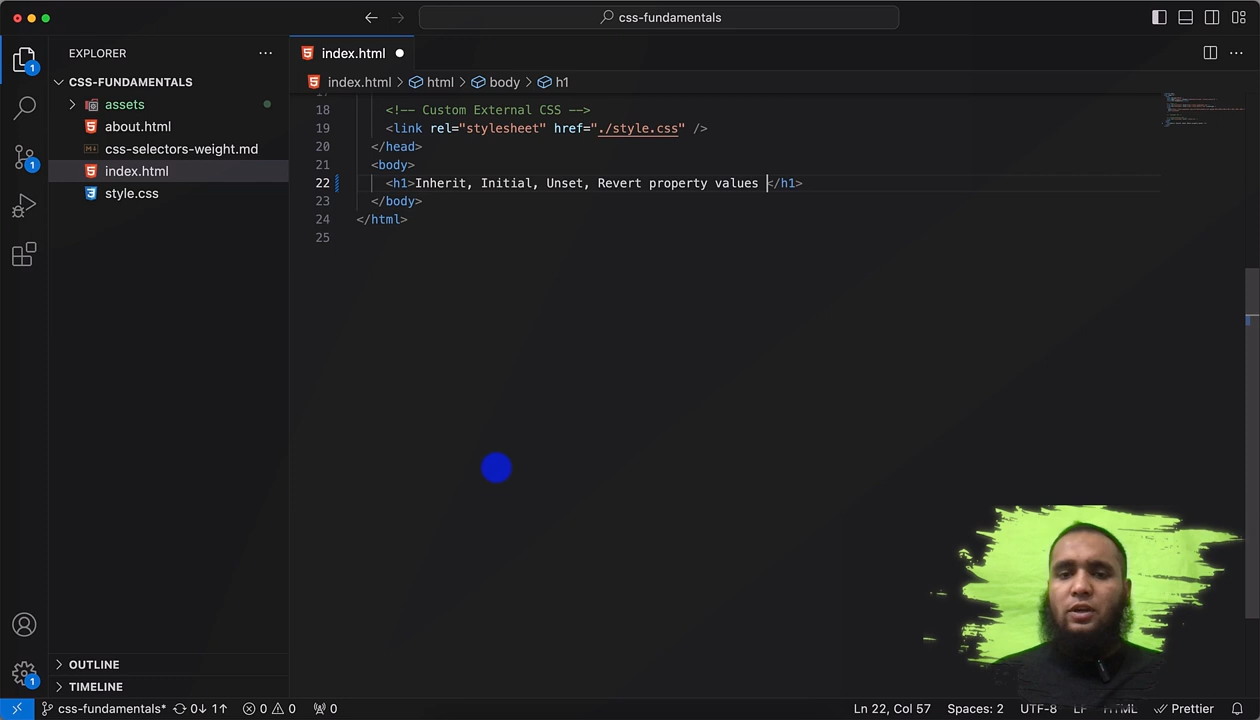 css-fundamentals
EXPLORER
index.html
CSS-FUNDAMENTALS
index.html > html > body > h1
assets
about.html
css-selectors-weight.md
index.html
style.css
18 <!-- Custom External CSS -->
19 <link rel="stylesheet" href="./style.css" />
20 </head>
21 <body>
22 <h1>Inherit, Initial, Unset, Revert property values </h1>
23 </body>
24 </html>
25
1
1
1
OUTLINE
TIMELINE
css-fundamentals* 0↓ 1↑ 0 0 0 Ln 22, Col 57 Spaces: 2 UTF-8 LF HTML Prettier